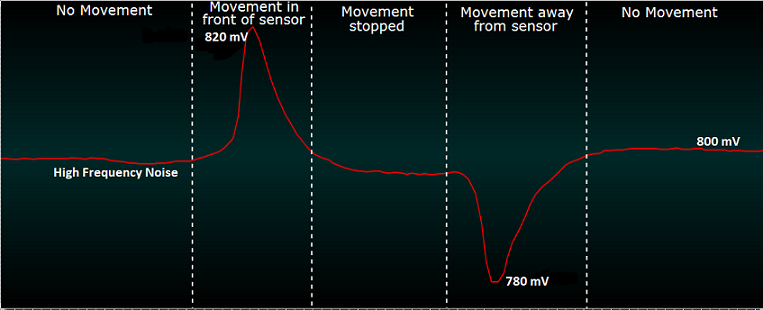 No Movement
Movement in
front of sensor
Movement
stopped
Movement away
from sensor
No Movement
820 mV
800 mV
High Frequency Noise
780 mV